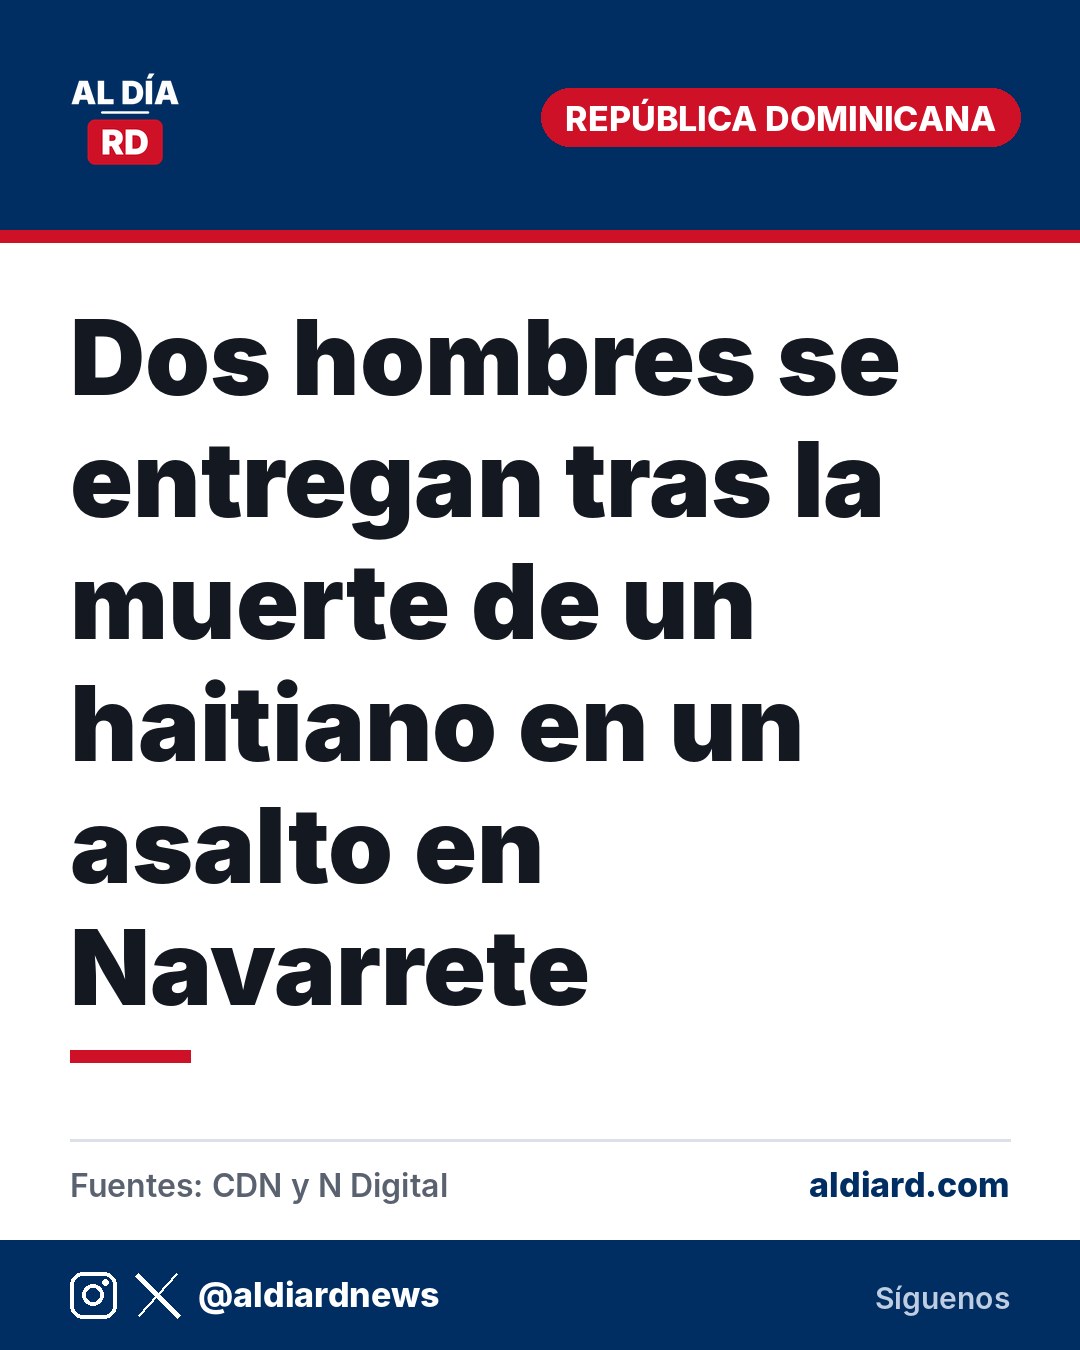 AL DÍA
RD
REPÚBLICA DOMINICANA
Dos hombres se
entregan tras la
muerte de un
haitiano en un
asalto en
Navarrete
Fuentes: CDN y N Digital
aldiard.com
@aldiardnews
Síguenos